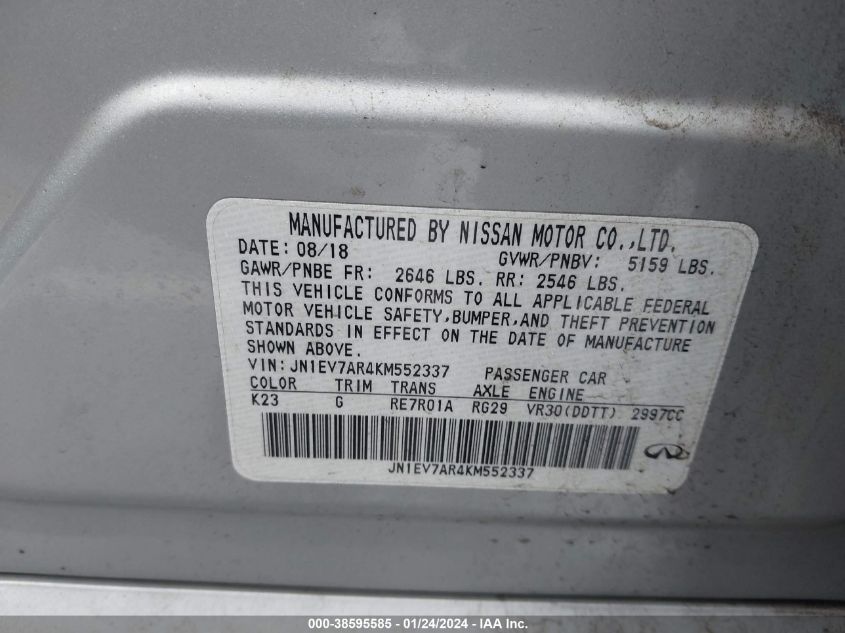 MANUFACTURED BY NISSAN MOTOR CO.,LTD.
DATE: 08/18 GVWR/PNBV: 5159 LBS.
GAWR/PNBE FR: 2646 LBS. RR: 2546 LBS.
THIS VEHICLE CONFORMS TO ALL APPLICABLE FEDERAL
MOTOR VEHICLE SAFETY,BUMPER,AND THEFT PREVENTION
STANDARDS IN EFFECT ON THE DATE OF MANUFACTURE
SHOWN ABOVE.
VIN:JN1EV7AR4KM552337 PASSENGER CAR
COLOR TRIM TRANS AXLE ENGINE
K23 G RE7R01A RG29 VR30(DDTT) 2997CC
JN1EV7AR4KM552337
000-38595585 - 01/24/2024 - IAA, Inc.